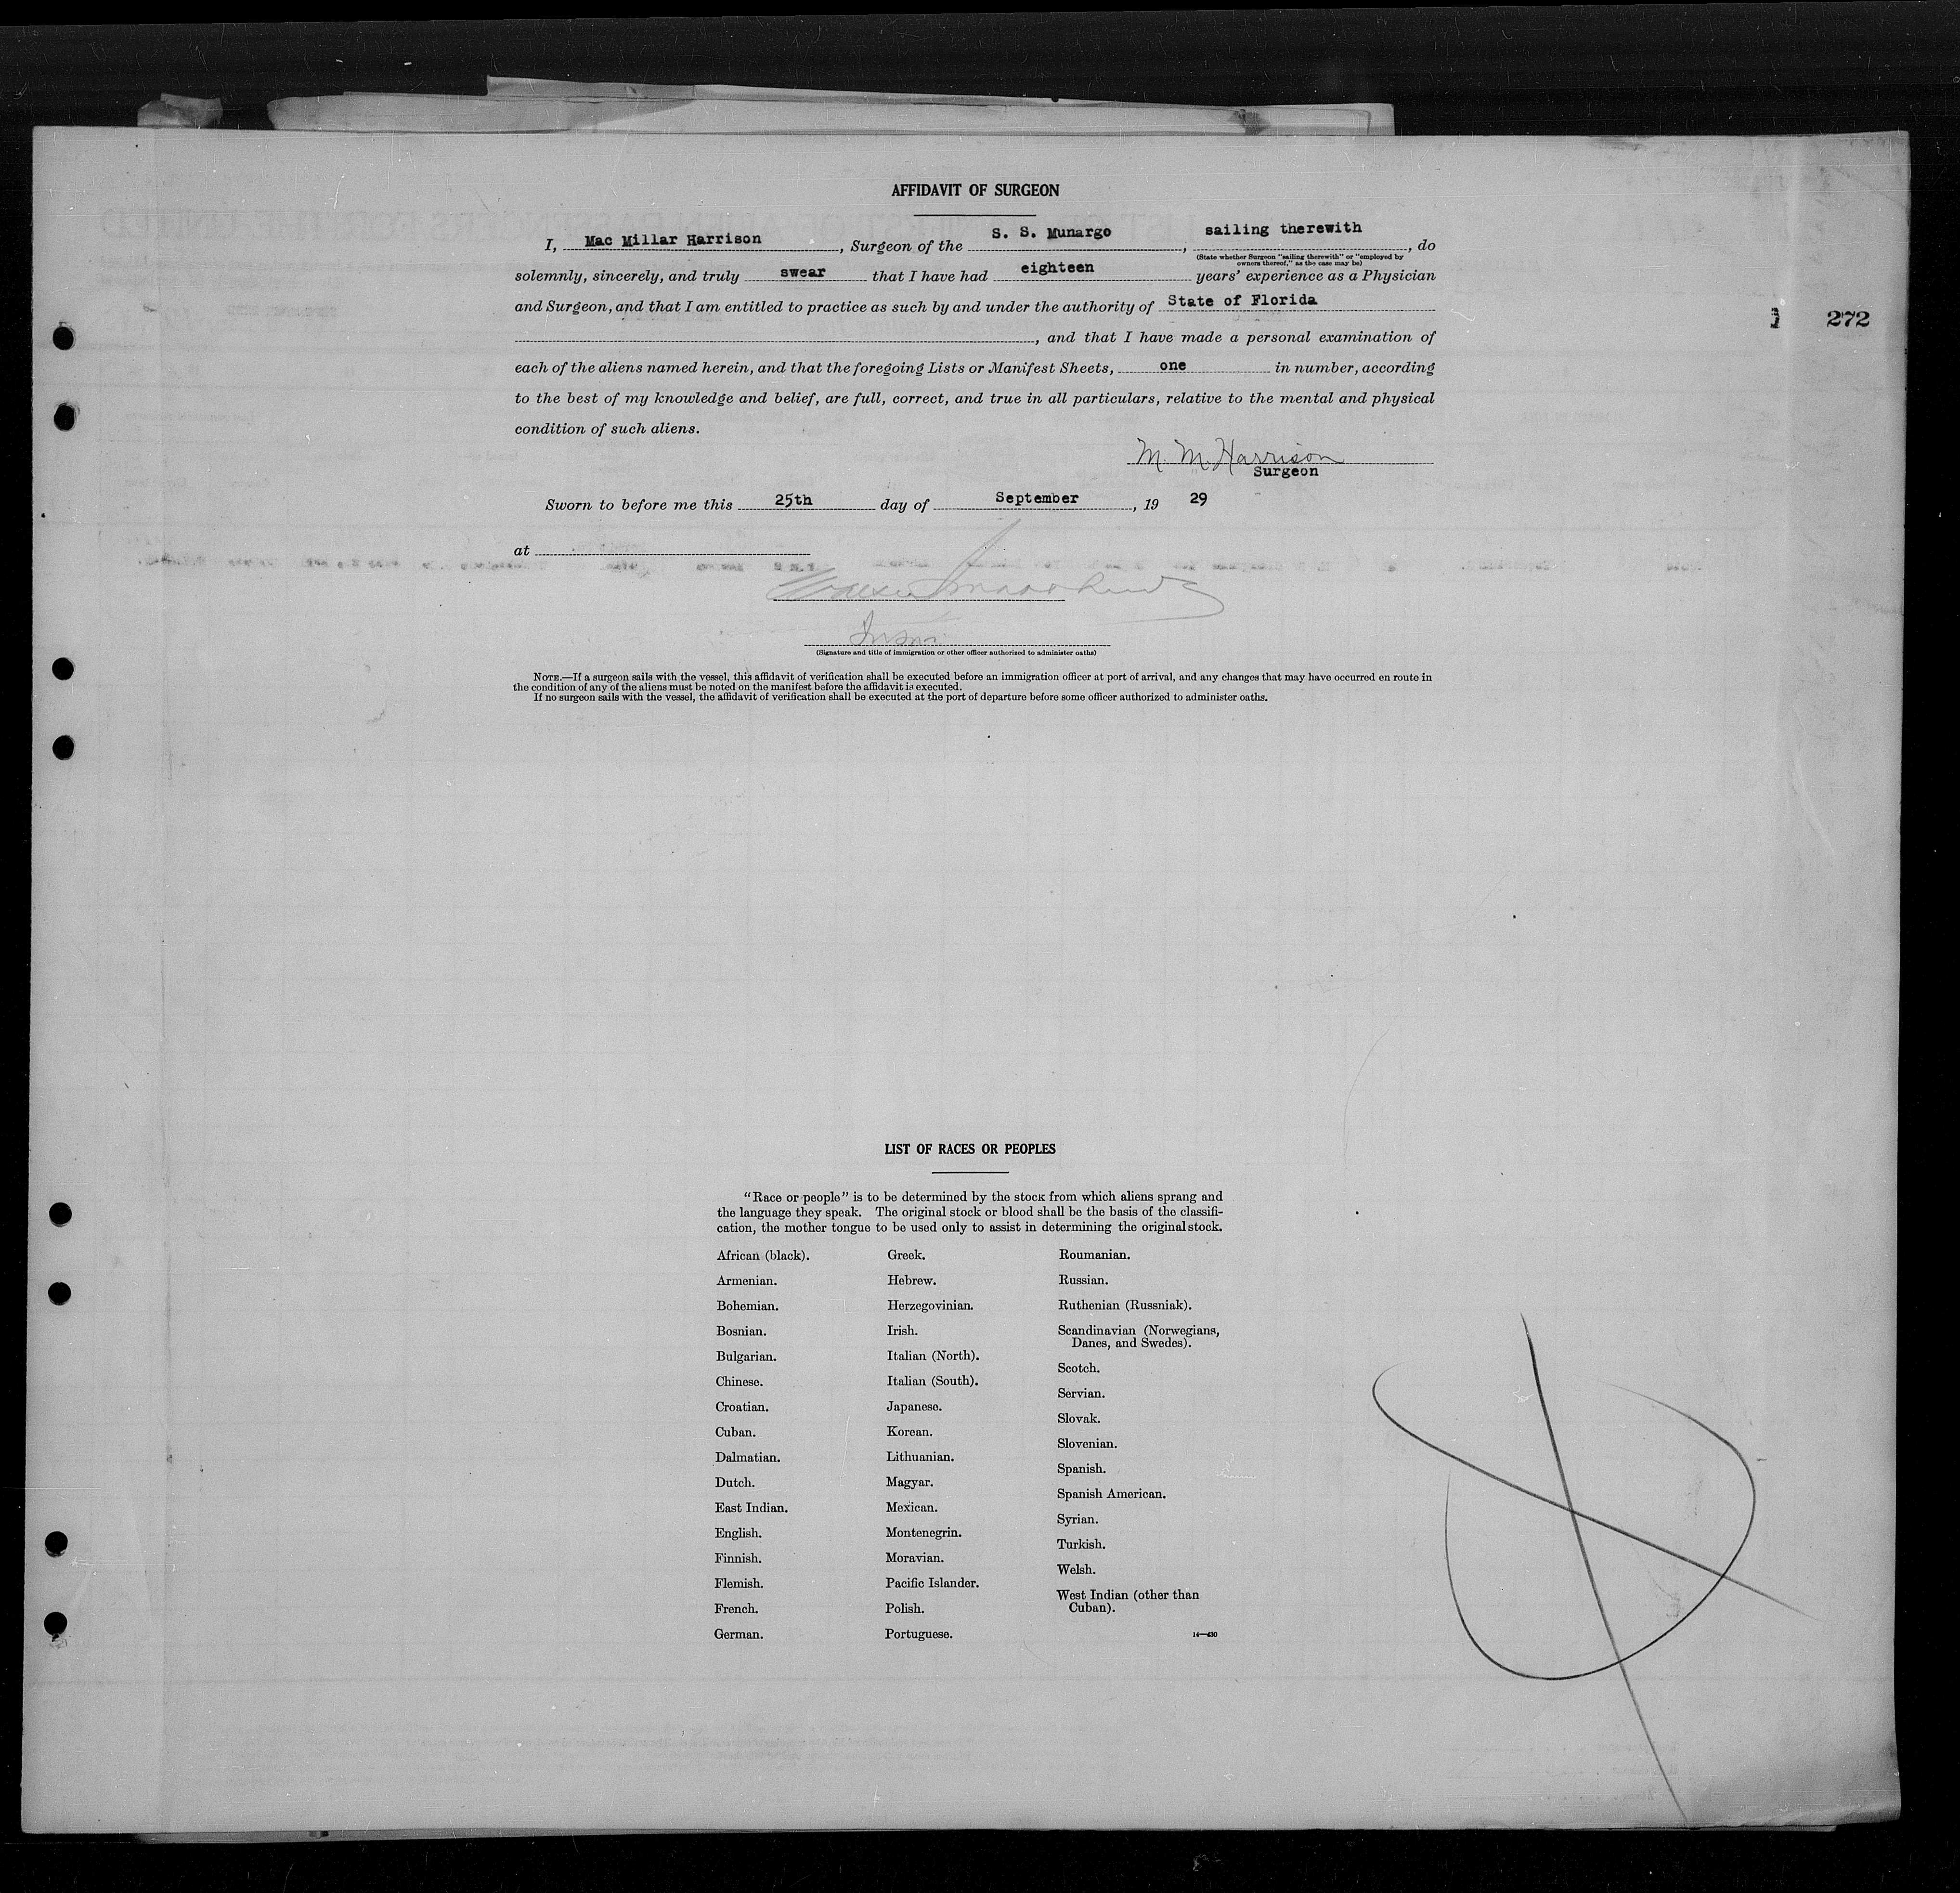 AFFIDAVIT OF SURGEON
I, Mac Millar Harrison, Surgeon of the S. S. Munargo, sailing therewith, do
(State whether Surgeon "sailing therewith" or "employed by
owners thereof," as the case may be)
solemnly, sincerely, and truly swear that I have had eighteen years' experience as a Physician
and Surgeon, and that I am entitled to practice as such by and under the authority of State of Florida
272
, and that I have made a personal examination of
each of the aliens named herein, and that the foregoing Lists or Manifest Sheets, one in number, according
to the best of my knowledge and belief, are full, correct, and true in all particulars, relative to the mental and physical
condition of such aliens.
M. M. Harrison
Surgeon
Sworn to before me this 25th day of September, 19 29
at
(Signature and title of immigration or other officer authorized to administer oaths)
NOTE.—If a surgeon sails with the vessel, this affidavit of verification shall be executed before an immigration officer at port of arrival, and any changes that may have occurred en route in
the condition of any of the aliens must be noted on the manifest before the affidavit is executed.
If no surgeon sails with the vessel, the affidavit of verification shall be executed at the port of departure before some officer authorized to administer oaths.
LIST OF RACES OR PEOPLES
"Race or people" is to be determined by the stock from which aliens sprang and
the language they speak. The original stock or blood shall be the basis of the classifi-
cation, the mother tongue to be used only to assist in determining the original stock.
African (black).
Armenian.
Bohemian.
Bosnian.
Bulgarian.
Chinese.
Croatian.
Cuban.
Dalmatian.
Dutch.
East Indian.
English.
Finnish.
Flemish.
French.
German.
Greek.
Hebrew.
Herzegovinian.
Irish.
Italian (North).
Italian (South).
Japanese.
Korean.
Lithuanian.
Magyar.
Mexican.
Montenegrin.
Moravian.
Pacific Islander.
Polish.
Portuguese.
Roumanian.
Russian.
Ruthenian (Russniak).
Scandinavian (Norwegians,
Danes, and Swedes).
Scotch.
Servian.
Slovak.
Slovenian.
Spanish.
Spanish American.
Syrian.
Turkish.
Welsh.
West Indian (other than
Cuban).
14—430